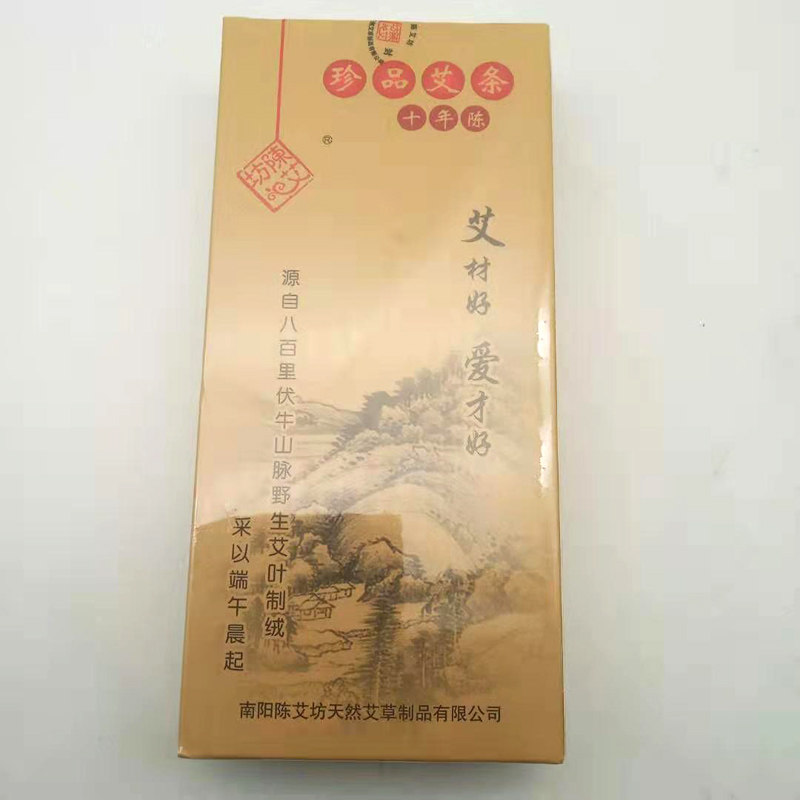 珍品艾条
十年陈
陳艾坊
®
艾材好 爱才好
源自八百里伏牛山脉野生艾叶制绒
采以端午晨起
南阳陈艾坊天然艾草制品有限公司